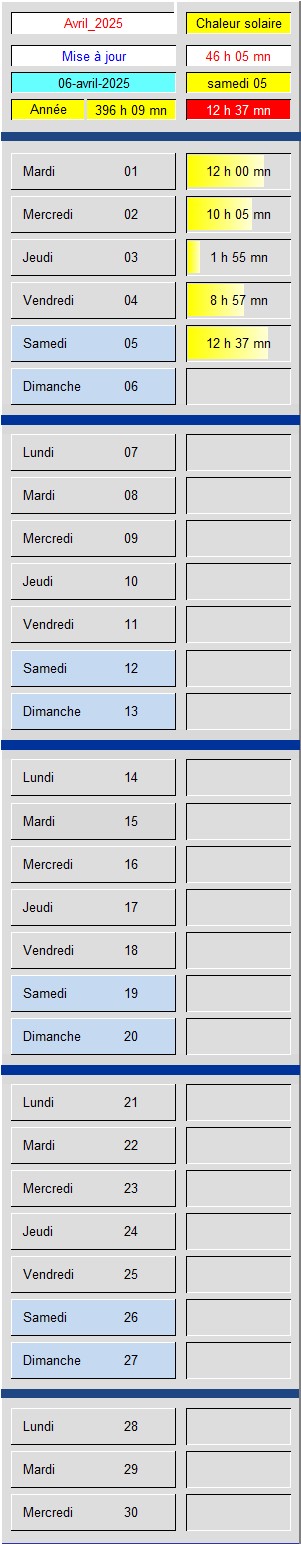 Avril_2025 Chaleur solaire
Mise à jour 46 h 05 mn
06-avril-2025 samedi 05
Année 396 h 09 mn 12 h 37 mn
Mardi 01 12 h 00 mn
Mercredi 02 10 h 05 mn
Jeudi 03 1 h 55 mn
Vendredi 04 8 h 57 mn
Samedi 05 12 h 37 mn
Dimanche 06
Lundi 07
Mardi 08
Mercredi 09
Jeudi 10
Vendredi 11
Samedi 12
Dimanche 13
Lundi 14
Mardi 15
Mercredi 16
Jeudi 17
Vendredi 18
Samedi 19
Dimanche 20
Lundi 21
Mardi 22
Mercredi 23
Jeudi 24
Vendredi 25
Samedi 26
Dimanche 27
Lundi 28
Mardi 29
Mercredi 30